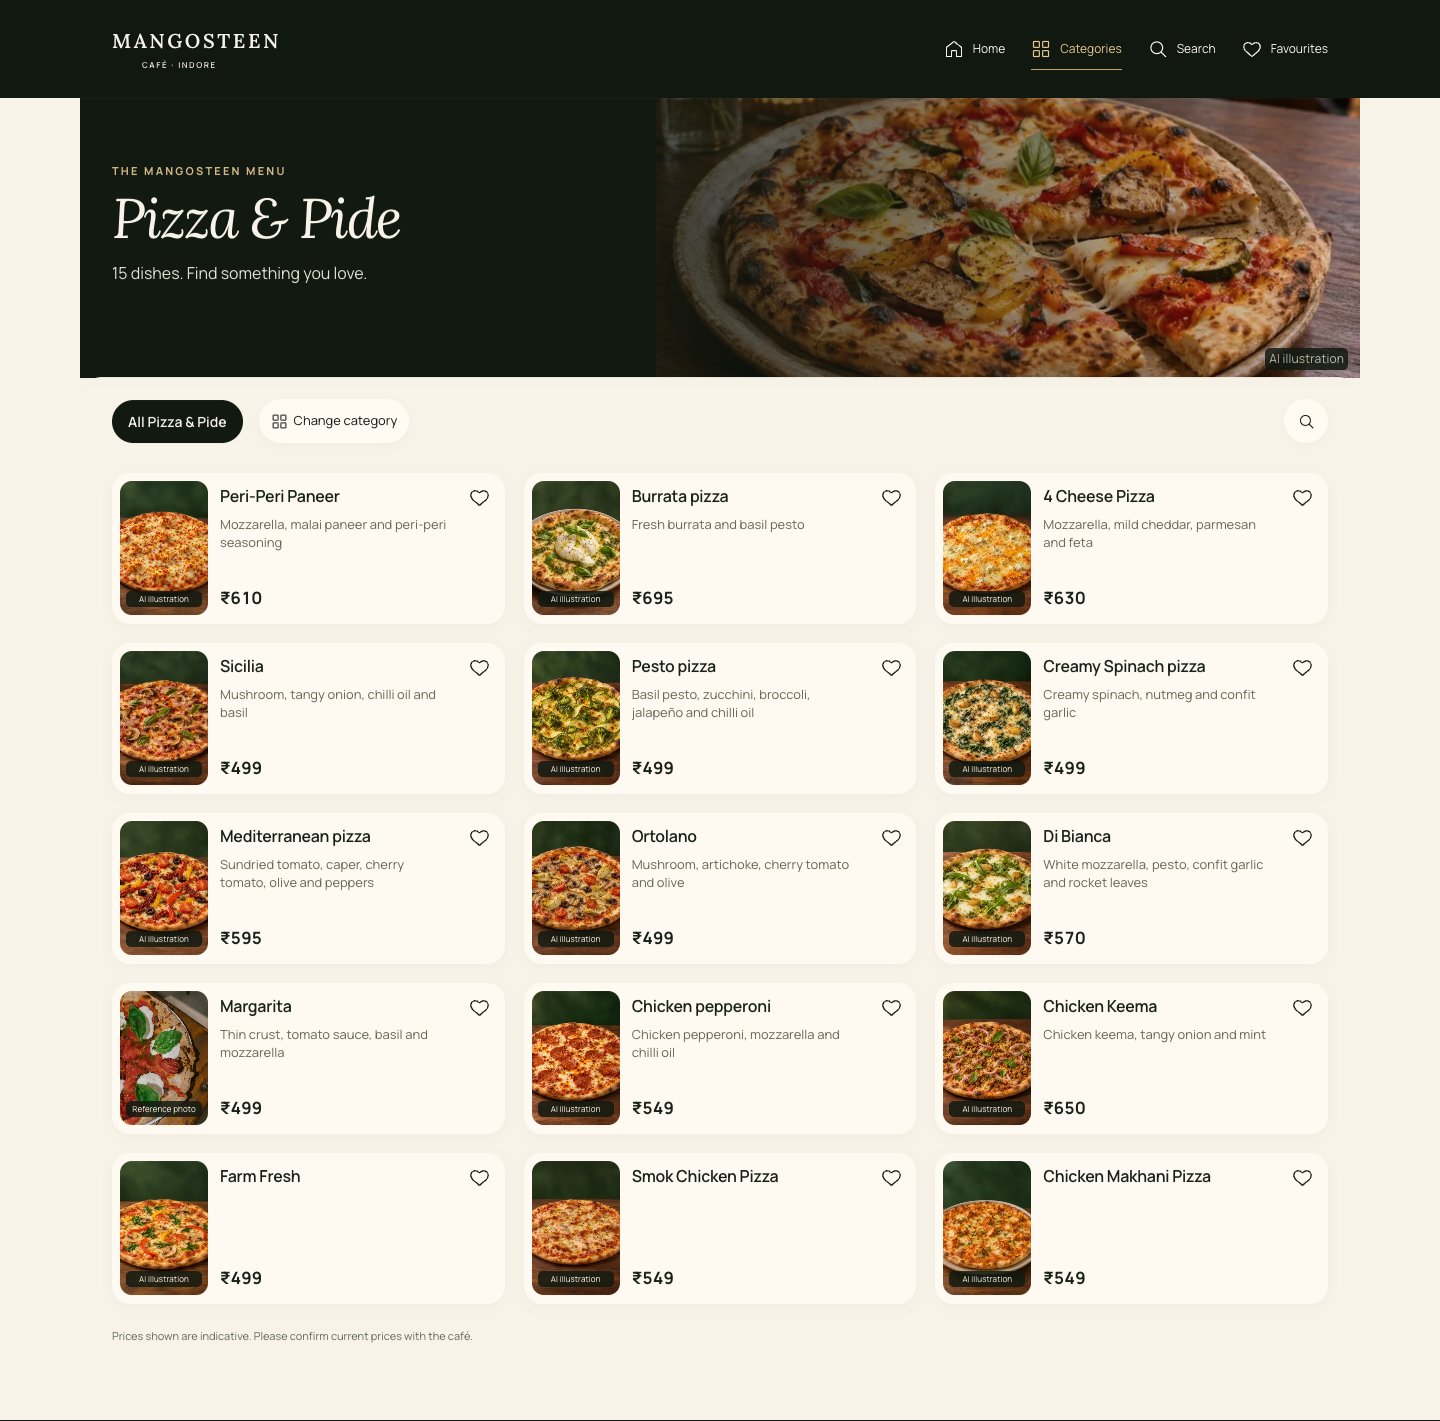 MANGOSTEEN
CAFÉ · INDORE
Home
Categories
Search
Favourites
THE MANGOSTEEN MENU
Pizza & Pide
15 dishes. Find something you love.
AI illustration
All Pizza & Pide
Change category
Peri-Peri Paneer
Mozzarella, malai paneer and peri-peri
seasoning
AI illustration
₹610
Burrata pizza
Fresh burrata and basil pesto
AI illustration
₹695
4 Cheese Pizza
Mozzarella, mild cheddar, parmesan
and feta
AI illustration
₹630
Sicilia
Mushroom, tangy onion, chilli oil and
basil
AI illustration
₹499
Pesto pizza
Basil pesto, zucchini, broccoli,
jalapeño and chilli oil
AI illustration
₹499
Creamy Spinach pizza
Creamy spinach, nutmeg and confit
garlic
AI illustration
₹499
Mediterranean pizza
Sundried tomato, caper, cherry
tomato, olive and peppers
AI illustration
₹595
Ortolano
Mushroom, artichoke, cherry tomato
and olive
AI illustration
₹499
Di Bianca
White mozzarella, pesto, confit garlic
and rocket leaves
AI illustration
₹570
Margarita
Thin crust, tomato sauce, basil and
mozzarella
Reference photo
₹499
Chicken pepperoni
Chicken pepperoni, mozzarella and
chilli oil
AI illustration
₹549
Chicken Keema
Chicken keema, tangy onion and mint
AI illustration
₹650
Farm Fresh
AI illustration
₹499
Smok Chicken Pizza
AI illustration
₹549
Chicken Makhani Pizza
AI illustration
₹549
Prices shown are indicative. Please confirm current prices with the café.